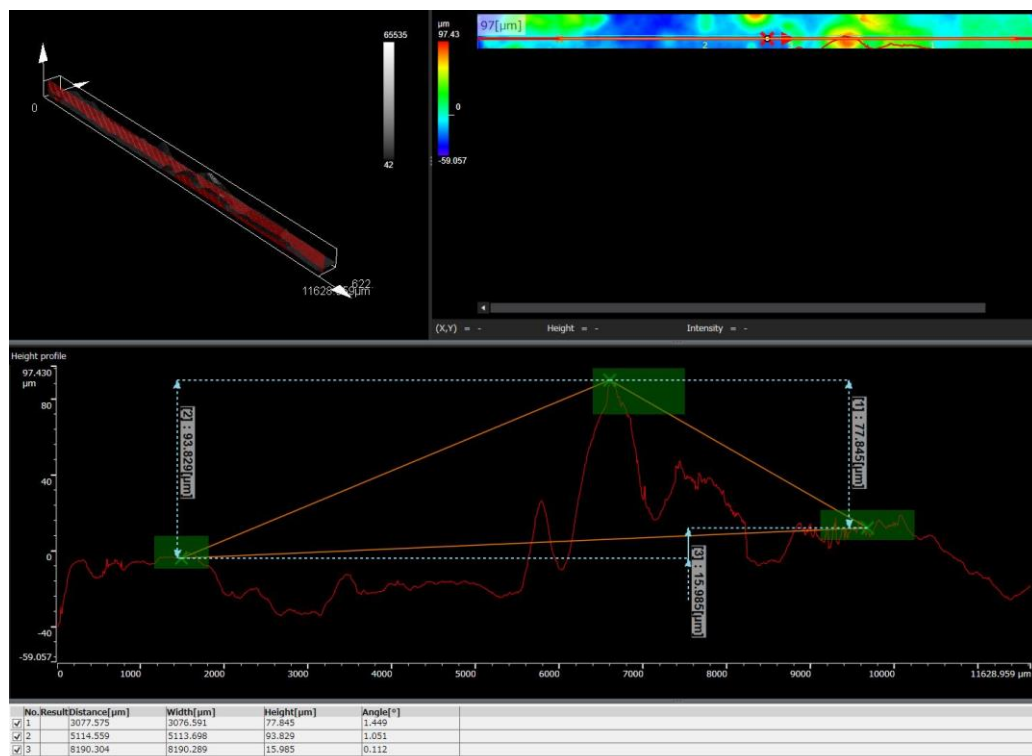 65535
0
42
622
11628.959µm
µm
97.43
0
-59.057
97[µm]
2
(X,Y) = - Height = - Intensity = -
Height profile
97.430
µm
80
40
0
-40
-59.057
[2] : 93.829[µm]
[1] : 77.845[µm]
[3] : 15.985[µm]
0 1000 2000 3000 4000 5000 6000 7000 8000 9000 10000 11628.959 µm
No. Result Distance[µm] Width[µm] Height[µm] Angle[°]
1 3077.575 3076.591 77.845 1.449
2 5114.559 5113.698 93.829 1.051
3 8190.304 8190.289 15.985 0.112